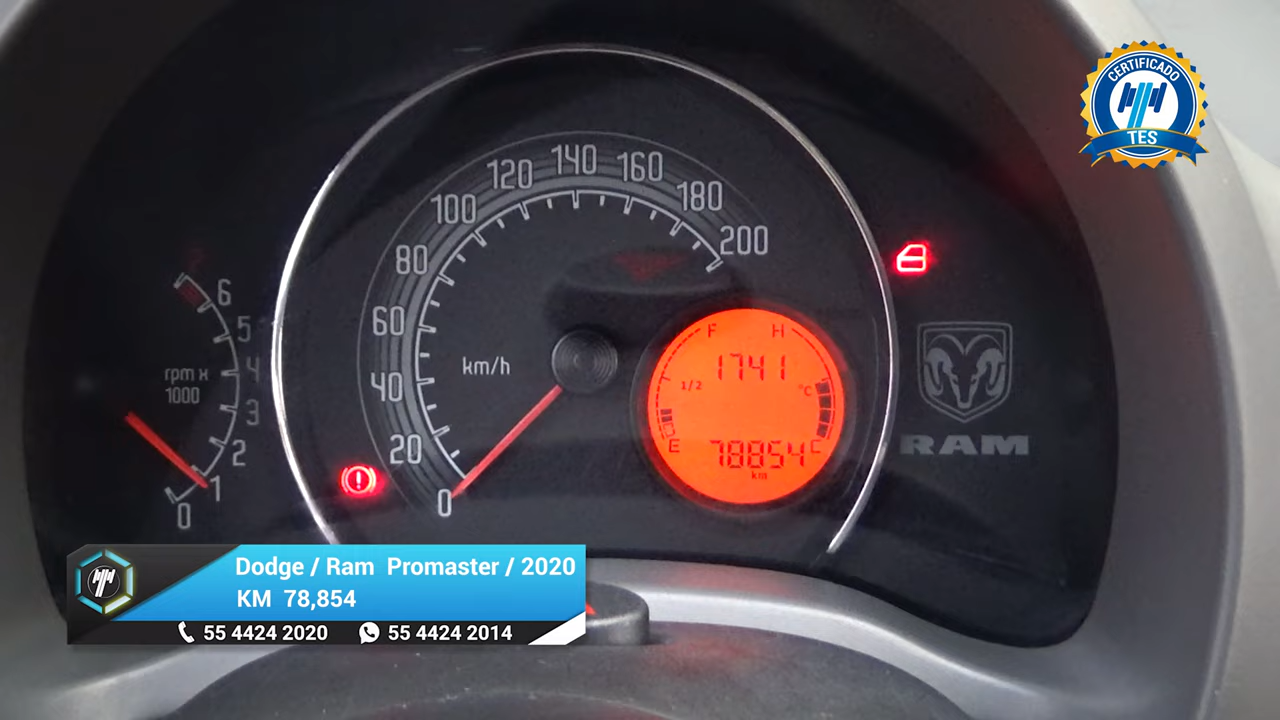 CERTIFICADO
TES
120 140 160
100 180
80 200
60
40
20
0
km/h
6
5
4
3
2
1
0
rpm x
1000
F H
1741
1/2 °C
E C
78854
km
RAM
Dodge / Ram Promaster / 2020
KM 78,854
55 4424 2020 55 4424 2014